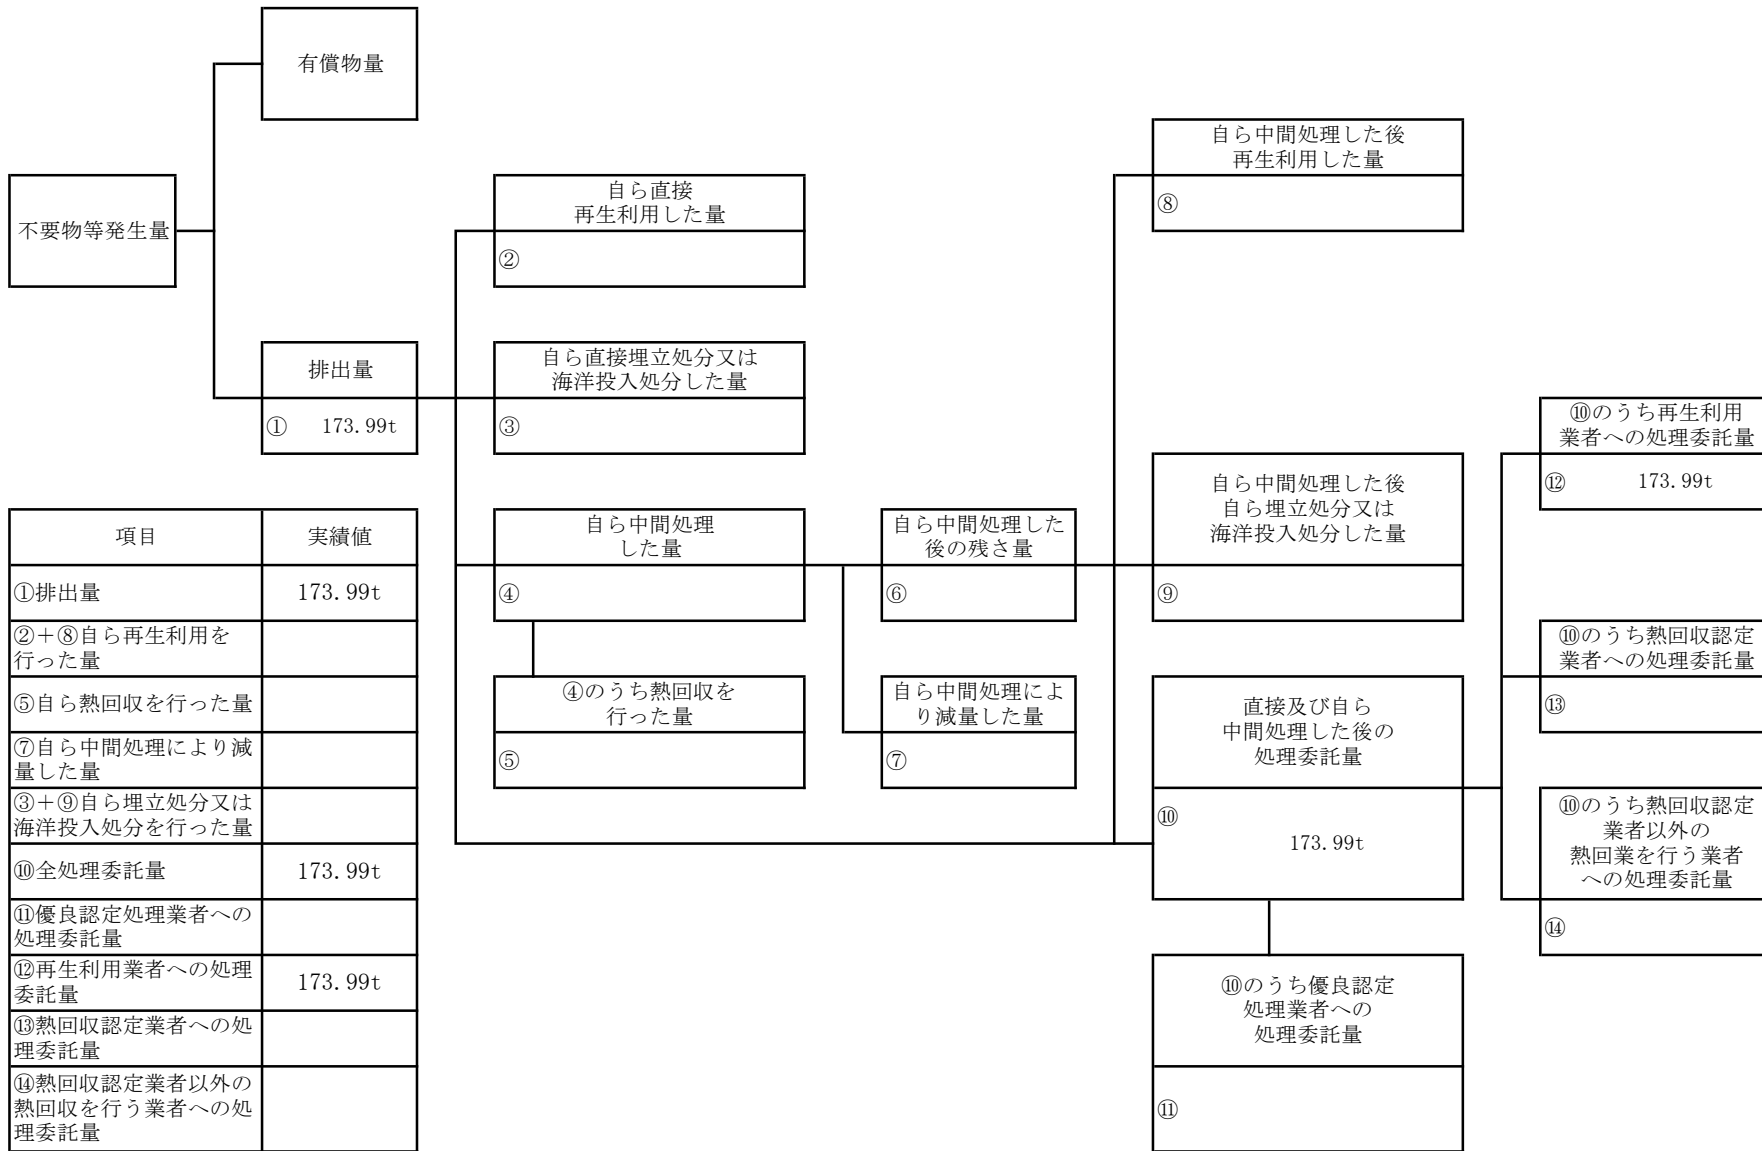 有償物量
自ら中間処理した後
再生利用した量
⑧
不要物等発生量
自ら直接
再生利用した量
②
排出量
① 173.99t
自ら直接埋立処分又は
海洋投入処分した量
③
⑩のうち再生利用
業者への処理委託量
⑫ 173.99t
自ら中間処理した後
自ら埋立処分又は
海洋投入処分した量
⑨
自ら中間処理
した量
④
自ら中間処理した
後の残さ量
⑥
④のうち熱回収を
行った量
⑤
自ら中間処理によ
り減量した量
⑦
⑩のうち熱回収認定
業者への処理委託量
⑬
直接及び自ら
中間処理した後の
処理委託量
⑩
173.99t
⑩のうち熱回収認定
業者以外の
熱回業を行う業者
への処理委託量
⑭
⑩のうち優良認定
処理業者への
処理委託量
⑪
項目 実績値
①排出量 173.99t
②+⑧自ら再生利用を
行った量
⑤自ら熱回収を行った量
⑦自ら中間処理により減
量した量
③+⑨自ら埋立処分又は
海洋投入処分を行った量
⑩全処理委託量 173.99t
⑪優良認定処理業者への
処理委託量
⑫再生利用業者への処理
委託量 173.99t
⑬熱回収認定業者への処
理委託量
⑭熱回収認定業者以外の
熱回収を行う業者への処
理委託量